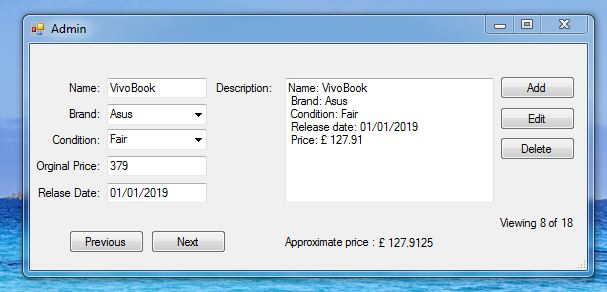 Admin
Name: VivoBook
Brand: Asus
Condition: Fair
Orginal Price: 379
Relase Date: 01/01/2019
Description:
Name: VivoBook
Brand: Asus
Condition: Fair
Release date: 01/01/2019
Price: £ 127.91
Add
Edit
Delete
Viewing 8 of 18
Previous Next
Approximate price : £ 127.9125